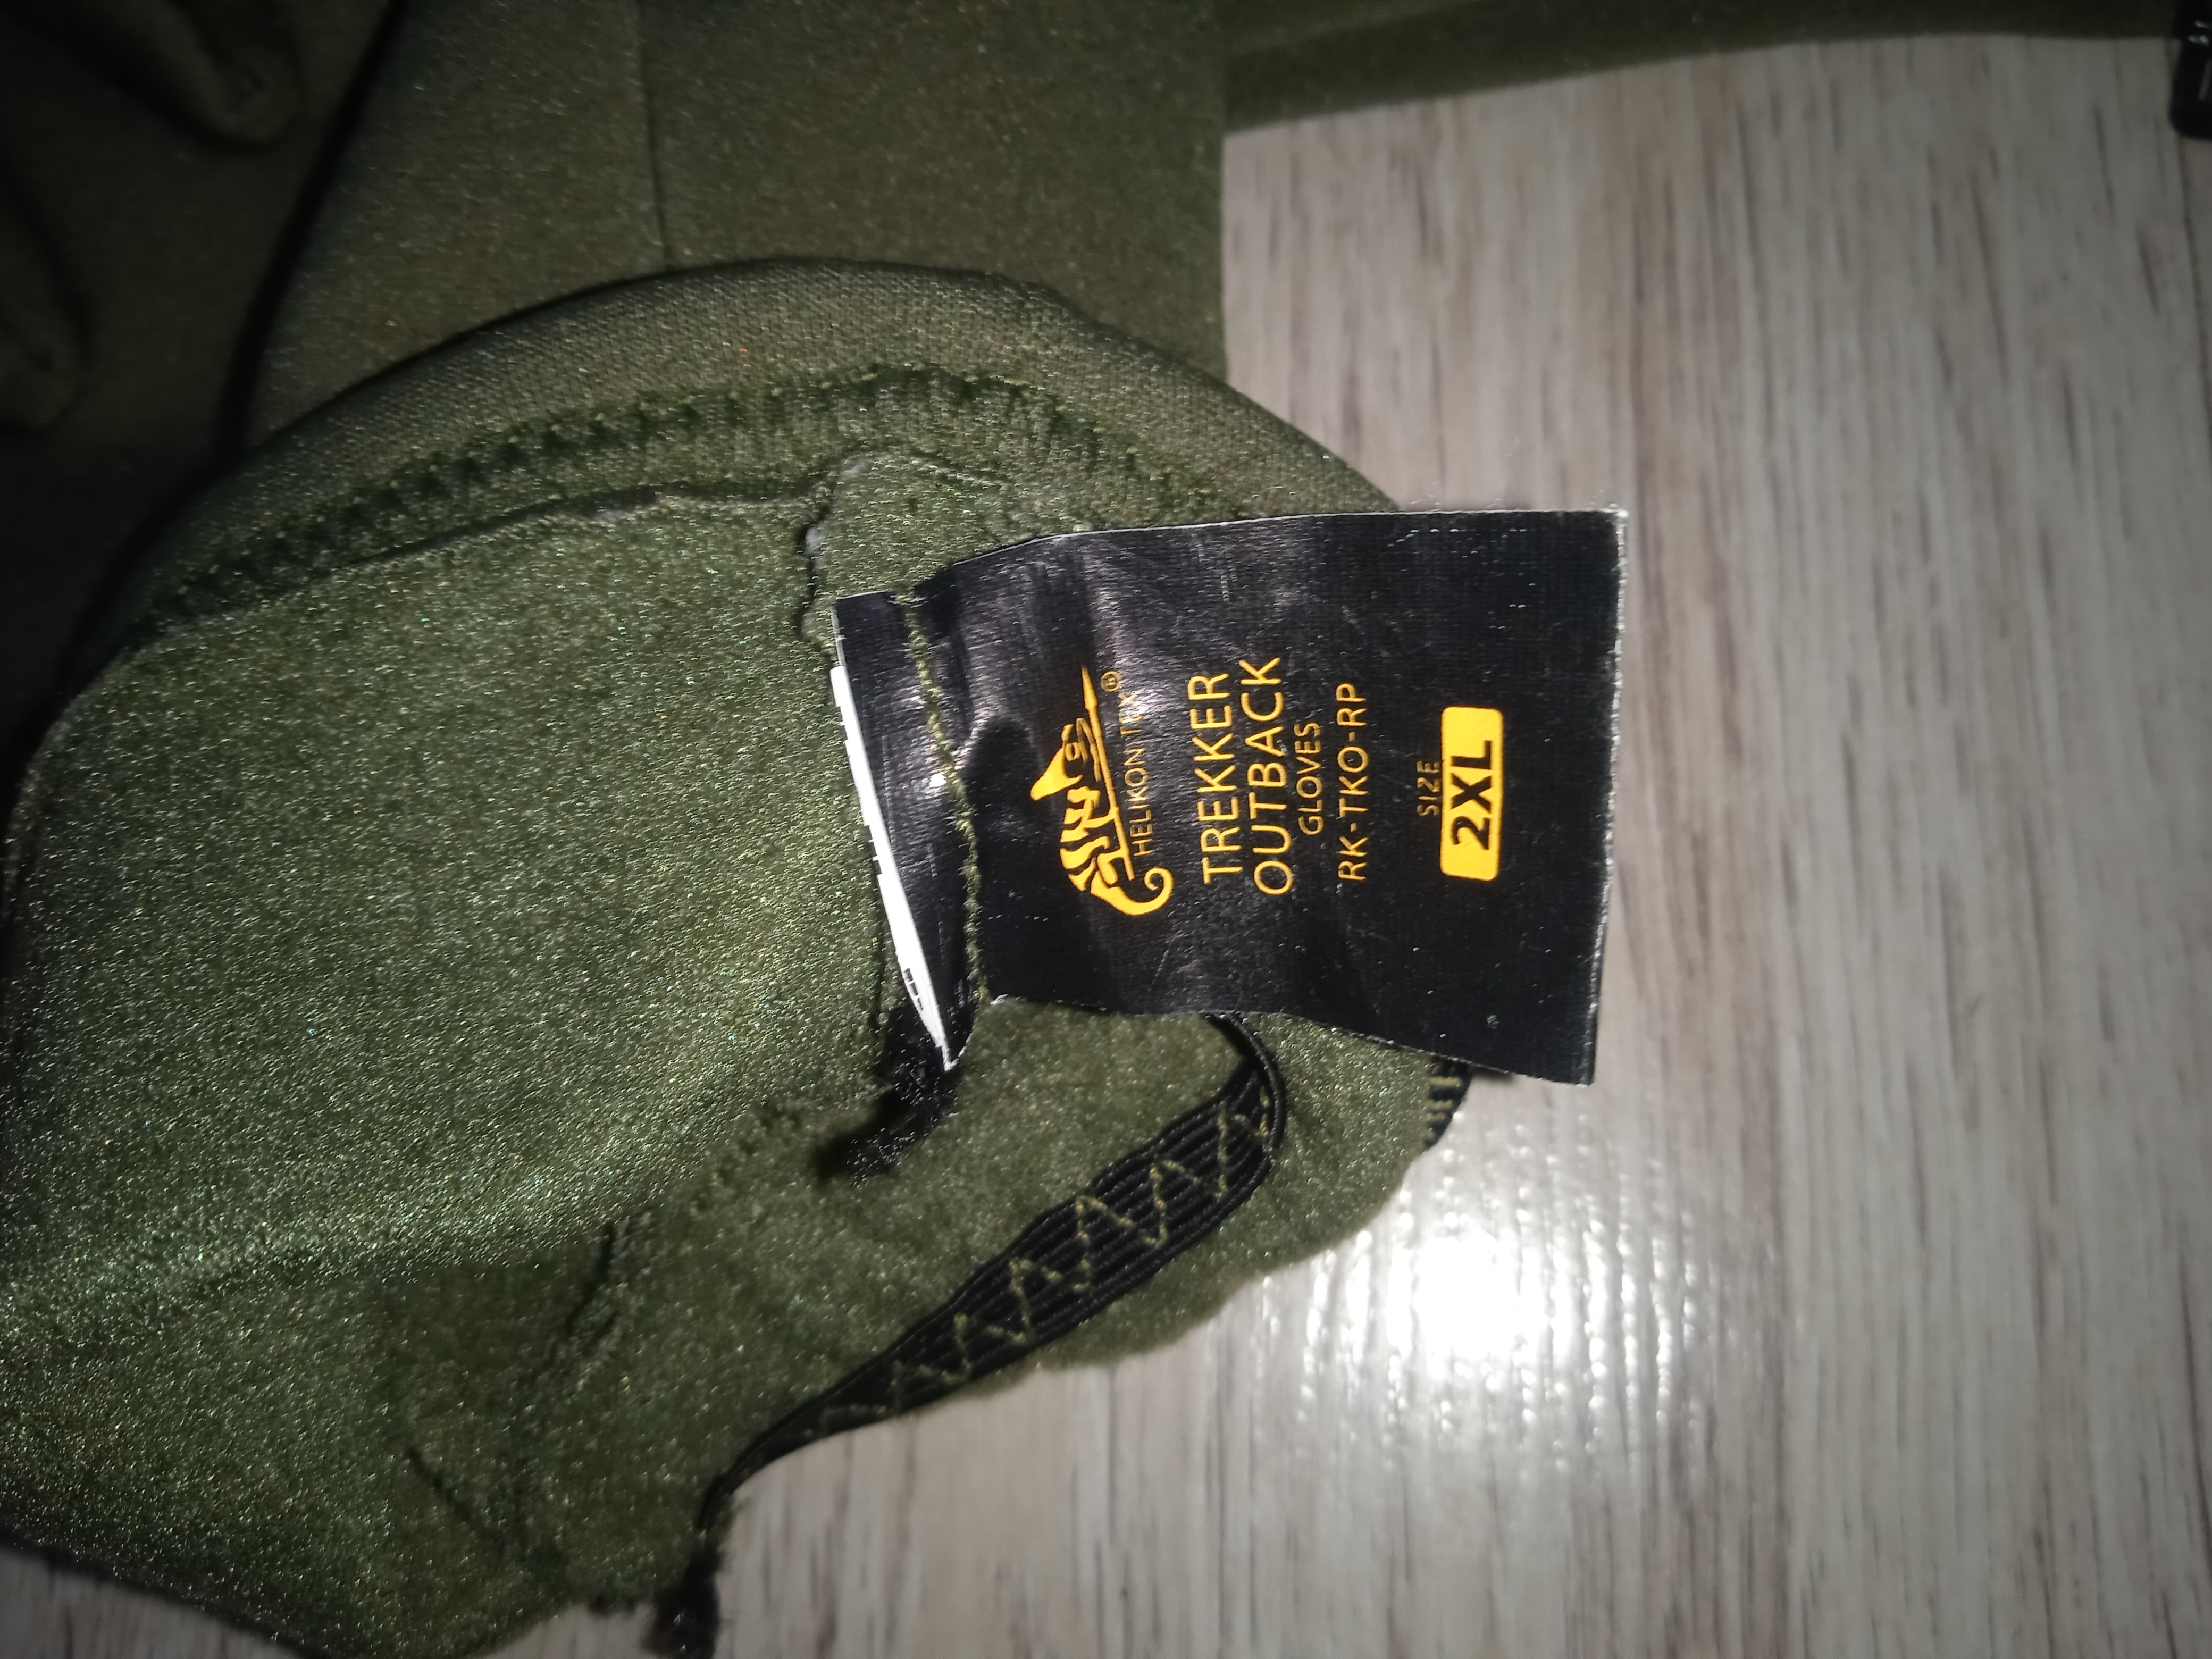 HELIKON-TEX®
TREKKER
OUTBACK
GLOVES
RK-TKO-RP
SIZE
2XL